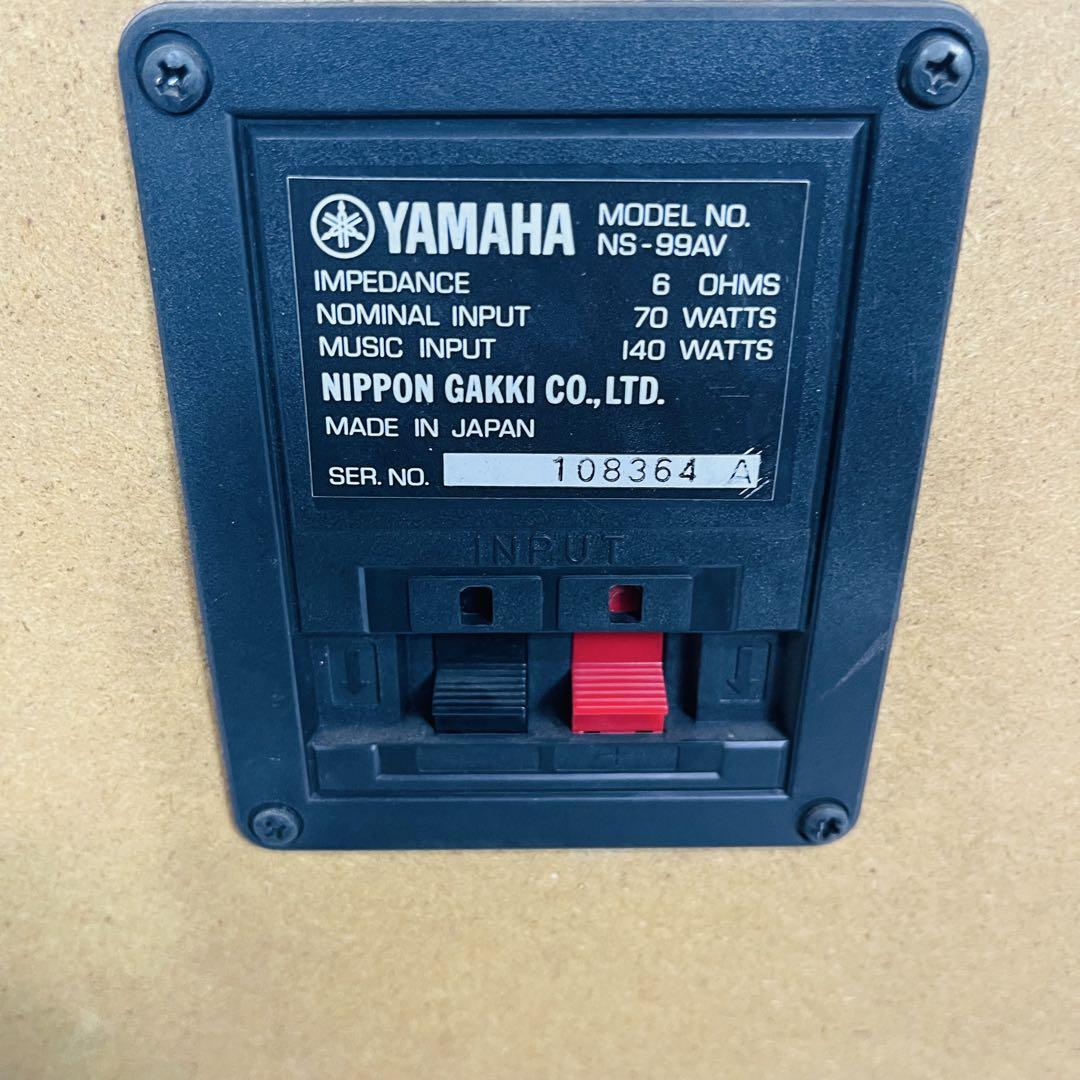 YAMAHA MODEL NO.
NS-99AV
IMPEDANCE 6 OHMS
NOMINAL INPUT 70 WATTS
MUSIC INPUT 140 WATTS
NIPPON GAKKI CO., LTD.
MADE IN JAPAN
SER. NO. 108364 A
INPUT
- +